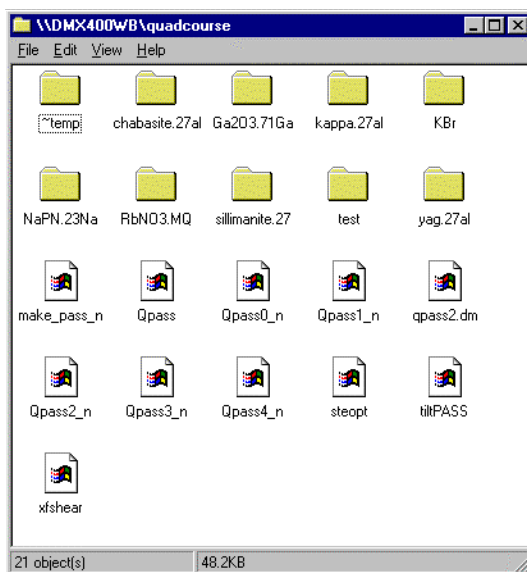 \\DMX400WB\quadcourse
File Edit View Help
~temp chabasite.27al Ga2O3.71Ga kappa.27al KBr
NaPN.23Na RbNO3.MQ sillimanite.27 test yag.27al
make_pass_n Qpass Qpass0_n Qpass1_n qpass2.dm
Qpass2_n Qpass3_n Qpass4_n steopt tiltPASS
xfshear
21 object(s) 48.2KB